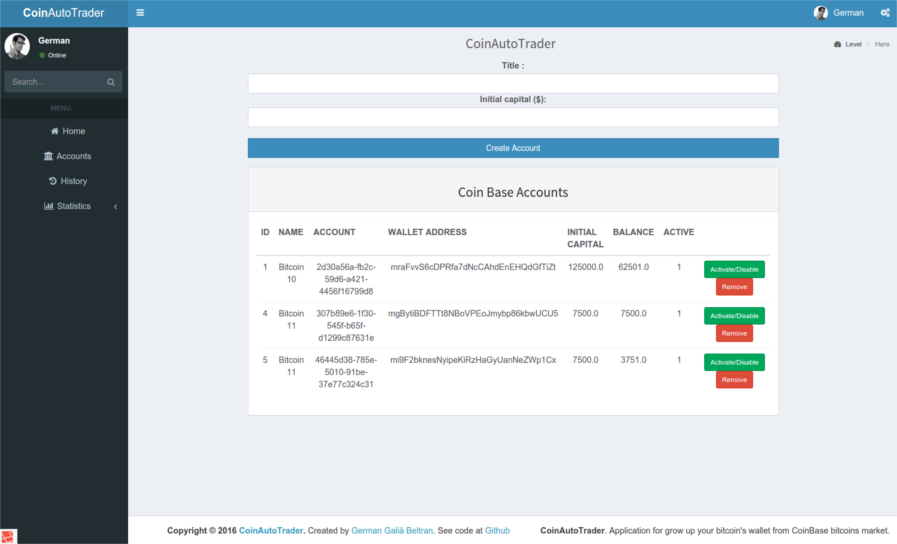 CoinAutoTrader
German
German
Online
Search...
MENU
Home
Accounts
History
Statistics
CoinAutoTrader
Level > Here
Title :
Initial capital ($):
Create Account
Coin Base Accounts
ID NAME ACCOUNT WALLET ADDRESS INITIAL CAPITAL BALANCE ACTIVE
1 Bitcoin 10 2d30a56a-fb2c-59d6-a421-4456f16799d8 mraFvvS6cDPRfa7dNcCAhdEnEHQdGfTiZt 125000.0 62501.0 1 Activate/Disable
Remove
4 Bitcoin 11 307b89e6-1f30-545f-b65f-d1299c87631e mgBytiBDFTTt8NBoVPEoJmybp86kbwUCU5 7500.0 7500.0 1 Activate/Disable
Remove
5 Bitcoin 11 46445d38-785e-5010-91be-37e77c324c31 mi9F2bknesNyipeKiRzHaGyUanNeZWp1Cx 7500.0 3751.0 1 Activate/Disable
Remove
Copyright © 2016 CoinAutoTrader. Created by German Galià Beltran. See code at Github
CoinAutoTrader. Application for grow up your bitcoin's wallet from CoinBase bitcoins market.